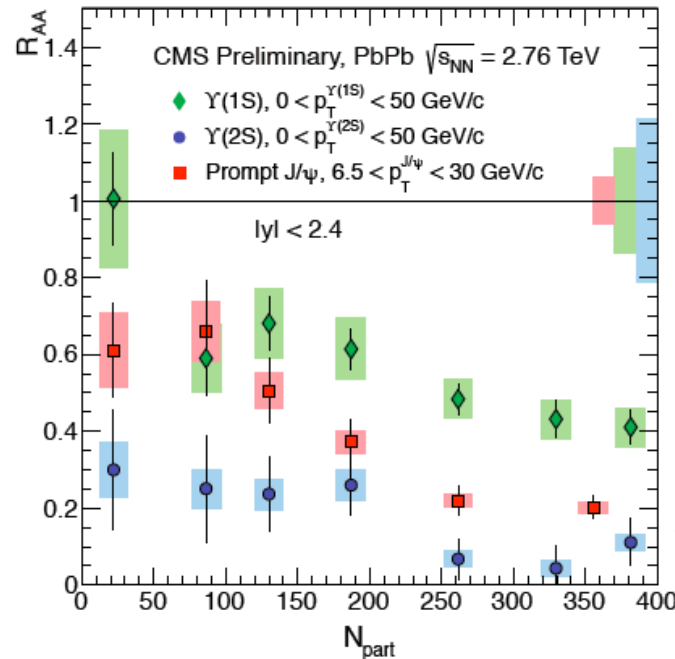 R_AA
1.4
1.2
1
0.8
0.6
0.4
0.2
0
CMS Preliminary, PbPb √s_NN = 2.76 TeV
ϒ(1S), 0 < p_T^ϒ(1S) < 50 GeV/c
ϒ(2S), 0 < p_T^ϒ(2S) < 50 GeV/c
Prompt J/ψ, 6.5 < p_T^J/ψ < 30 GeV/c
|y| < 2.4
0 50 100 150 200 250 300 350 400
N_part